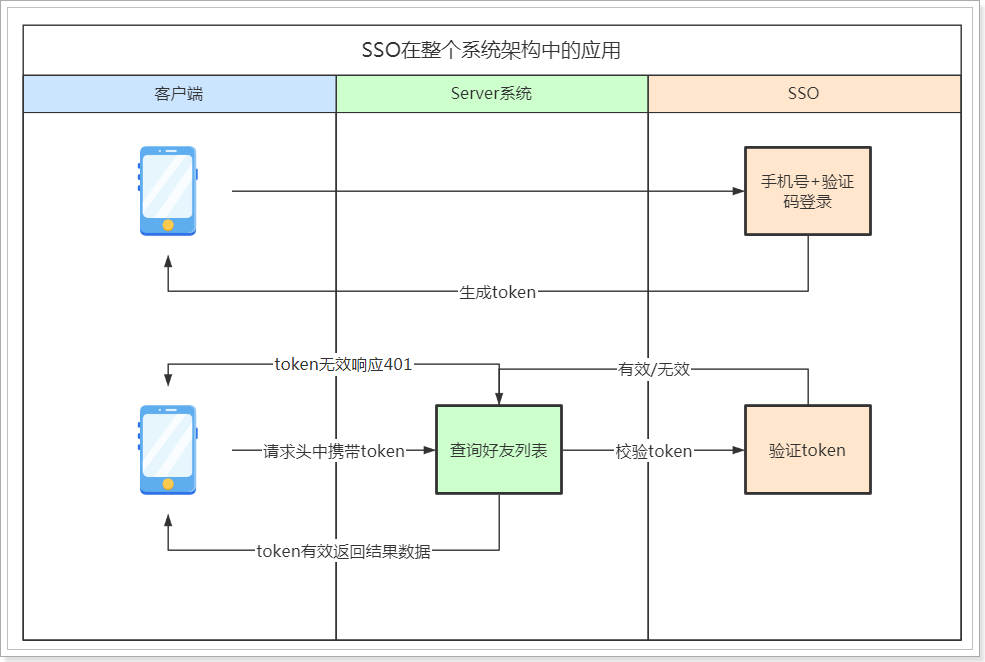 SSO在整个系统架构中的应用
客户端
Server系统
SSO
手机号+验证
码登录
生成token
token无效响应401
有效/无效
请求头中携带token
查询好友列表
校验token
验证token
token有效返回结果数据